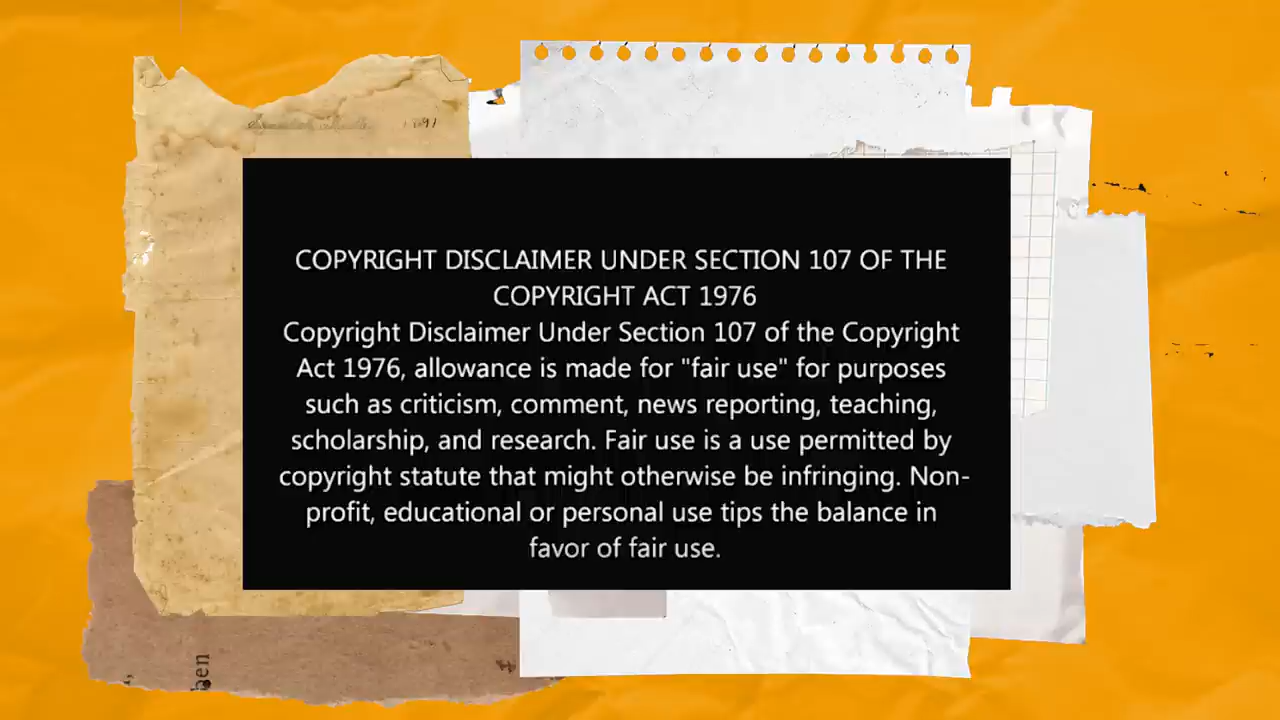 COPYRIGHT DISCLAIMER UNDER SECTION 107 OF THE
COPYRIGHT ACT 1976
Copyright Disclaimer Under Section 107 of the Copyright
Act 1976, allowance is made for "fair use" for purposes
such as criticism, comment, news reporting, teaching,
scholarship, and research. Fair use is a use permitted by
copyright statute that might otherwise be infringing. Non-
profit, educational or personal use tips the balance in
favor of fair use.